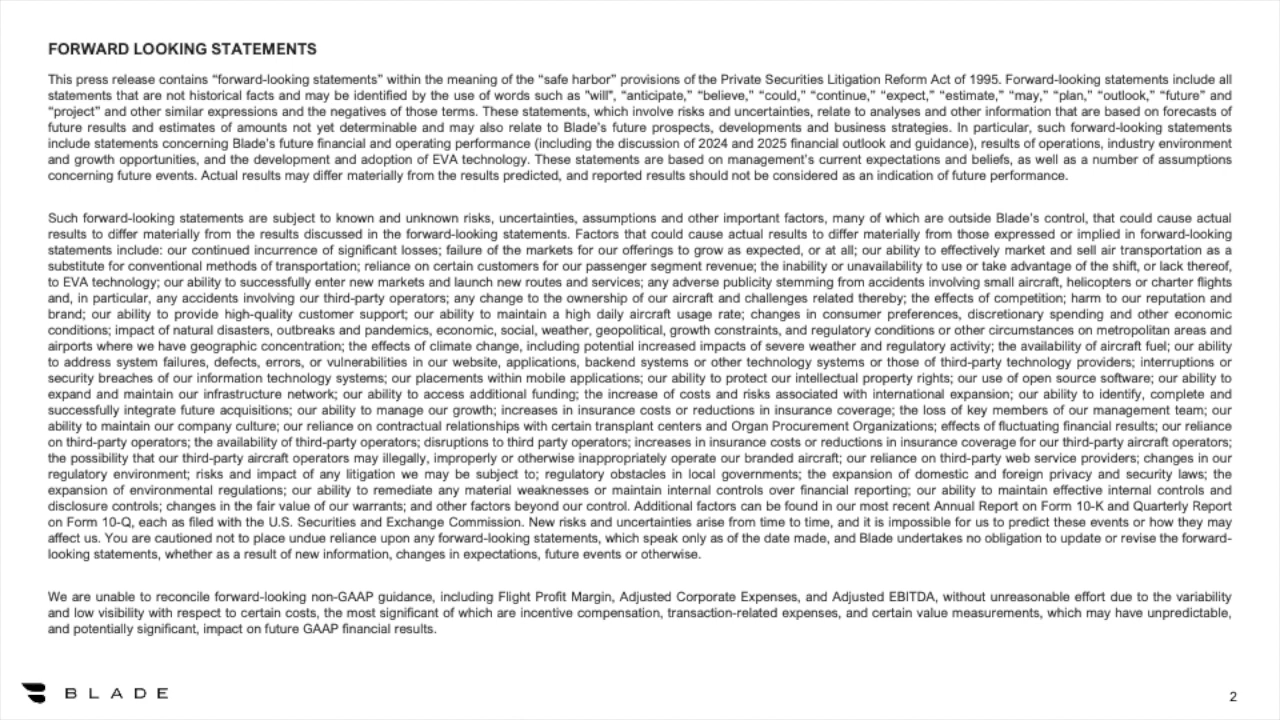 FORWARD LOOKING STATEMENTS
This press release contains “forward-looking statements” within the meaning of the “safe harbor” provisions of the Private Securities Litigation Reform Act of 1995. Forward-looking statements include all
statements that are not historical facts and may be identified by the use of words such as "will", “anticipate,” “believe,” “could,” “continue,” “expect,” “estimate,” “may,” “plan,” “outlook,” “future” and
“project” and other similar expressions and the negatives of those terms. These statements, which involve risks and uncertainties, relate to analyses and other information that are based on forecasts of
future results and estimates of amounts not yet determinable and may also relate to Blade’s future prospects, developments and business strategies. In particular, such forward-looking statements
include statements concerning Blade’s future financial and operating performance (including the discussion of 2024 and 2025 financial outlook and guidance), results of operations, industry environment
and growth opportunities, and the development and adoption of EVA technology. These statements are based on management’s current expectations and beliefs, as well as a number of assumptions
concerning future events. Actual results may differ materially from the results predicted, and reported results should not be considered as an indication of future performance.
Such forward-looking statements are subject to known and unknown risks, uncertainties, assumptions and other important factors, many of which are outside Blade’s control, that could cause actual
results to differ materially from the results discussed in the forward-looking statements. Factors that could cause actual results to differ materially from those expressed or implied in forward-looking
statements include: our continued incurrence of significant losses; failure of the markets for our offerings to grow as expected, or at all; our ability to effectively market and sell air transportation as a
substitute for conventional methods of transportation; reliance on certain customers for our passenger segment revenue; the inability or unavailability to use or take advantage of the shift, or lack thereof,
to EVA technology; our ability to successfully enter new markets and launch new routes and services; any adverse publicity stemming from accidents involving small aircraft, helicopters or charter flights
and, in particular, any accidents involving our third-party operators; any change to the ownership of our aircraft and challenges related thereby; the effects of competition; harm to our reputation and
brand; our ability to provide high-quality customer support; our ability to maintain a high daily aircraft usage rate; changes in consumer preferences, discretionary spending and other economic
conditions; impact of natural disasters, outbreaks and pandemics, economic, social, weather, geopolitical, growth constraints, and regulatory conditions or other circumstances on metropolitan areas and
airports where we have geographic concentration; the effects of climate change, including potential increased impacts of severe weather and regulatory activity; the availability of aircraft fuel; our ability
to address system failures, defects, errors, or vulnerabilities in our website, applications, backend systems or other technology systems or those of third-party technology providers; interruptions or
security breaches of our information technology systems; our placements within mobile applications; our ability to protect our intellectual property rights; our use of open source software; our ability to
expand and maintain our infrastructure network; our ability to access additional funding; the increase of costs and risks associated with international expansion; our ability to identify, complete and
successfully integrate future acquisitions; our ability to manage our growth; increases in insurance costs or reductions in insurance coverage; the loss of key members of our management team; our
ability to maintain our company culture; our reliance on contractual relationships with certain transplant centers and Organ Procurement Organizations; effects of fluctuating financial results; our reliance
on third-party operators; the availability of third-party operators; disruptions to third party operators; increases in insurance costs or reductions in insurance coverage for our third-party aircraft operators;
the possibility that our third-party aircraft operators may illegally, improperly or otherwise inappropriately operate our branded aircraft; our reliance on third-party web service providers; changes in our
regulatory environment; risks and impact of any litigation we may be subject to; regulatory obstacles in local governments; the expansion of domestic and foreign privacy and security laws; the
expansion of environmental regulations; our ability to remediate any material weaknesses or maintain internal controls over financial reporting; our ability to maintain effective internal controls and
disclosure controls; changes in the fair value of our warrants; and other factors beyond our control. Additional factors can be found in our most recent Annual Report on Form 10-K and Quarterly Report
on Form 10-Q, each as filed with the U.S. Securities and Exchange Commission. New risks and uncertainties arise from time to time, and it is impossible for us to predict these events or how they may
affect us. You are cautioned not to place undue reliance upon any forward-looking statements, which speak only as of the date made, and Blade undertakes no obligation to update or revise the forward-
looking statements, whether as a result of new information, changes in expectations, future events or otherwise.
We are unable to reconcile forward-looking non-GAAP guidance, including Flight Profit Margin, Adjusted Corporate Expenses, and Adjusted EBITDA, without unreasonable effort due to the variability
and low visibility with respect to certain costs, the most significant of which are incentive compensation, transaction-related expenses, and certain value measurements, which may have unpredictable,
and potentially significant, impact on future GAAP financial results.
BLADE
2